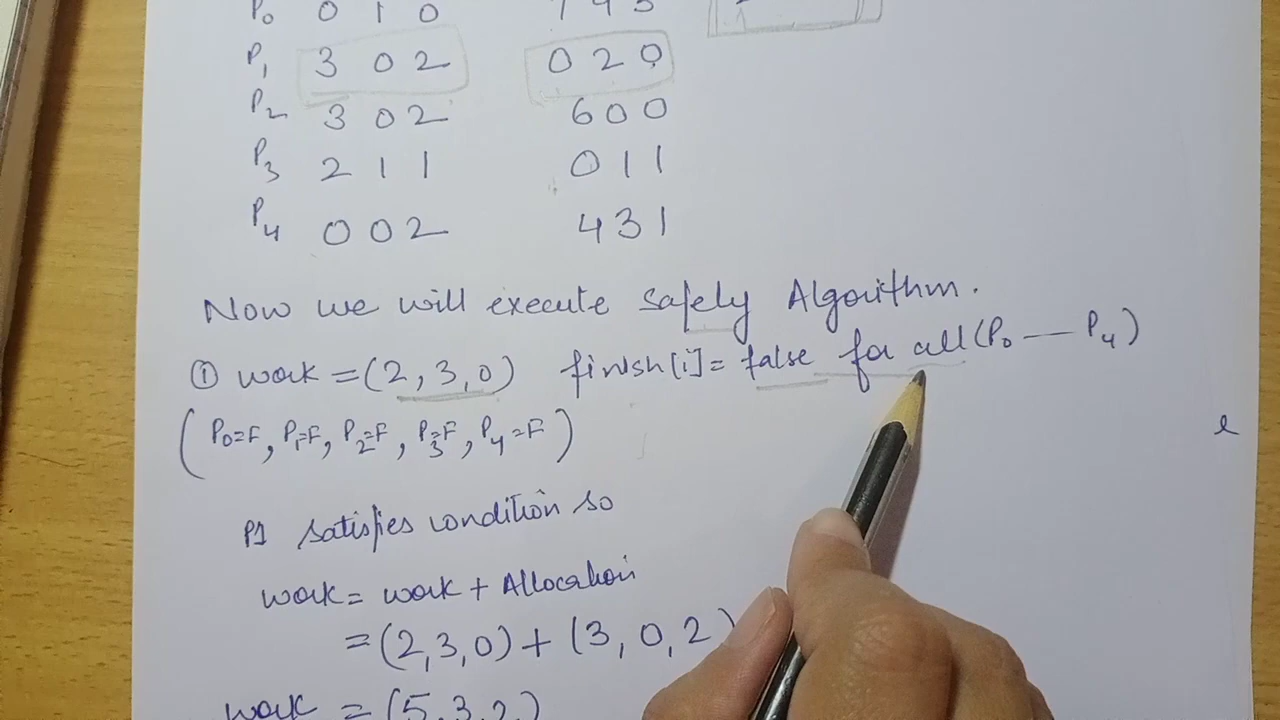 P0 0 1 0 7 4 3
P1 3 0 2 0 2 0
P2 3 0 2 6 0 0
P3 2 1 1 0 1 1
P4 0 0 2 4 3 1
Now we will execute Safety Algorithm.
① work = (2, 3, 0) finish[i] = false for all (P0 — P4)
(P0=F, P1=F, P2=F, P3=F, P4=F)
P1 satisfies condition so
work = work + Allocation
= (2, 3, 0) + (3, 0, 2)
work = (5, 3, 2)